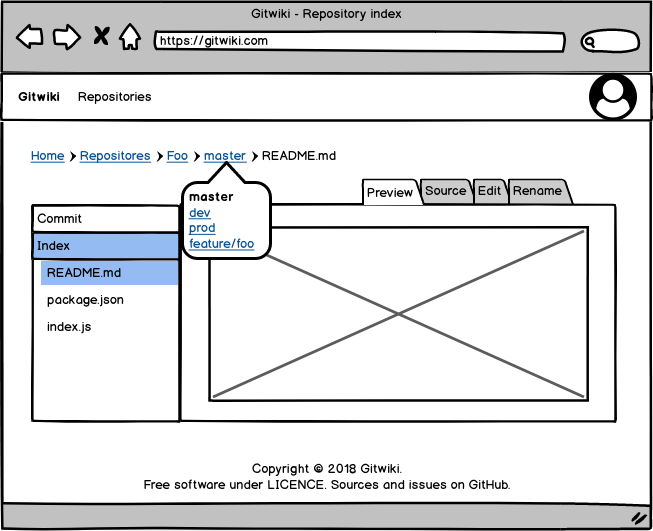 Gitwiki - Repository index
https://gitwiki.com
Gitwiki Repositories
Home Repositores Foo master README.md
master
dev
prod
feature/foo
Preview Source Edit Rename
Commit
Index
README.md
package.json
index.js
Copyright © 2018 Gitwiki.
Free software under LICENCE. Sources and issues on GitHub.